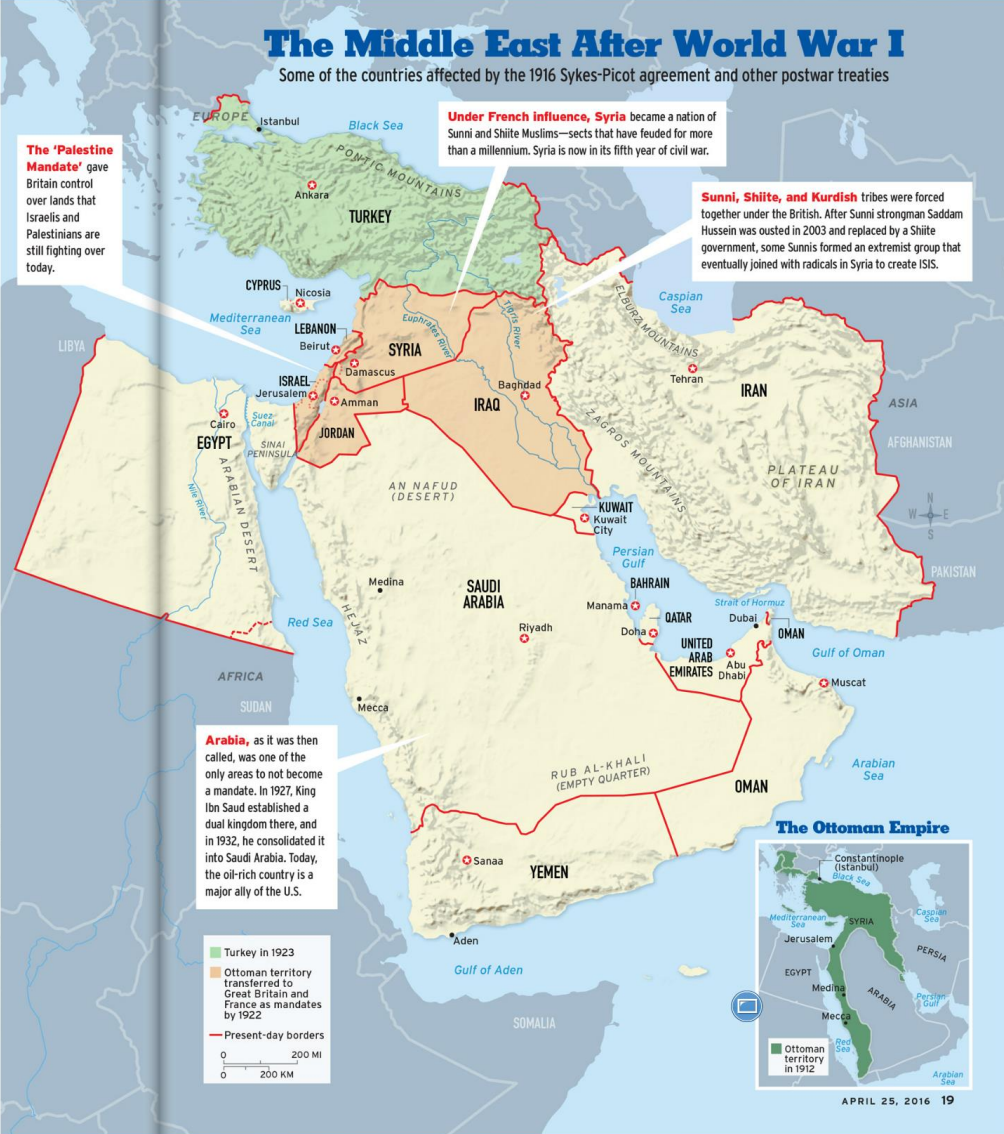 The Middle East After World War I
Some of the countries affected by the 1916 Sykes-Picot agreement and other postwar treaties
The 'Palestine
Mandate' gave
Britain control
over lands that
Israelis and
Palestinians are
still fighting over
today.
Under French influence, Syria became a nation of
Sunni and Shiite Muslims—sects that have feuded for more
than a millennium. Syria is now in its fifth year of civil war.
Sunni, Shiite, and Kurdish tribes were forced
together under the British. After Sunni strongman Saddam
Hussein was ousted in 2003 and replaced by a Shiite
government, some Sunnis formed an extremist group that
eventually joined with radicals in Syria to create ISIS.
EUROPE
Istanbul
Black Sea
PONTIC MOUNTAINS
Ankara
TURKEY
CYPRUS
Nicosia
Mediterranean
Sea
LEBANON
Beirut
Euphrates River
Tigris River
SYRIA
Damascus
ELBURZ MOUNTAINS
Caspian
Sea
Tehran
IRAN
LIBYA
ISRAEL
Jerusalem
Amman
JORDAN
Baghdad
IRAQ
ZAGROS MOUNTAINS
ASIA
AFGHANISTAN
PLATEAU
OF IRAN
Cairo
Suez
Canal
EGYPT
SINAI
PENINSULA
Nile River
ARABIAN DESERT
AN NAFUD
(DESERT)
KUWAIT
Kuwait
City
N
W
E
S
PAKISTAN
Persian
Gulf
BAHRAIN
Manama
QATAR
Doha
Strait of Hormuz
Dubai
OMAN
UNITED
ARAB
EMIRATES
Abu
Dhabi
Gulf of Oman
Muscat
Medina
SAUDI
ARABIA
HEJAZ
Riyadh
Red Sea
AFRICA
SUDAN
Mecca
Arabia, as it was then
called, was one of the
only areas to not become
a mandate. In 1927, King
Ibn Saud established a
dual kingdom there, and
in 1932, he consolidated it
into Saudi Arabia. Today,
the oil-rich country is a
major ally of the U.S.
RUB AL-KHALI
(EMPTY QUARTER)
Arabian
Sea
OMAN
Sanaa
YEMEN
Aden
Gulf of Aden
SOMALIA
Turkey in 1923
Ottoman territory
transferred to
Great Britain and
France as mandates
by 1922
Present-day borders
0 200 MI
0 200 KM
The Ottoman Empire
Constantinople
(Istanbul)
Black Sea
Mediterranean
Sea
Caspian
Sea
SYRIA
Jerusalem
PERSIA
EGYPT
Medina
ARABIA
Persian
Gulf
Mecca
Red
Sea
Ottoman
territory
in 1912
Arabian
Sea
APRIL 25, 2016 19